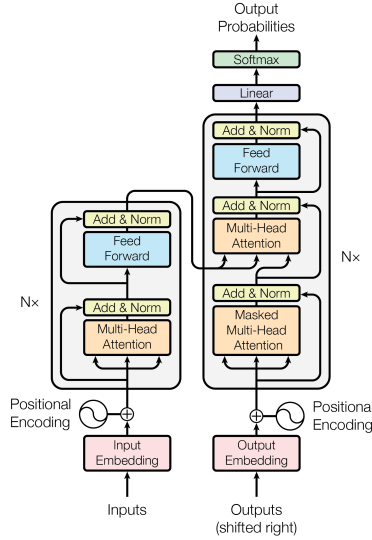 Output
Probabilities
Softmax
Linear
Add & Norm
Feed
Forward
Add & Norm
Multi-Head
Attention
Add & Norm
Masked
Multi-Head
Attention
N×
Add & Norm
Feed
Forward
Add & Norm
Multi-Head
Attention
N×
Positional
Encoding
Positiona
Encoding
Input
Embedding
Output
Embedding
Inputs
Outputs
(shifted right)